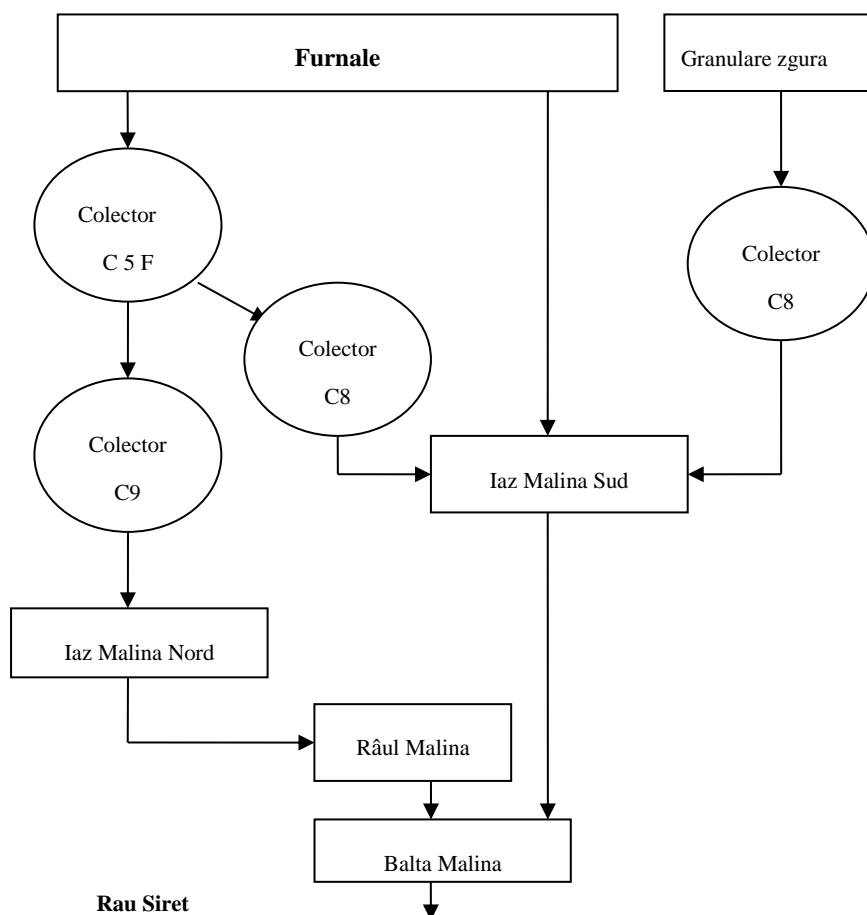 Furnale
Granulare zgura
Colector
C 5 F
Colector
C8
Colector
C8
Colector
C9
Iaz Malina Sud
Iaz Malina Nord
Râul Malina
Balta Malina
Rau Siret